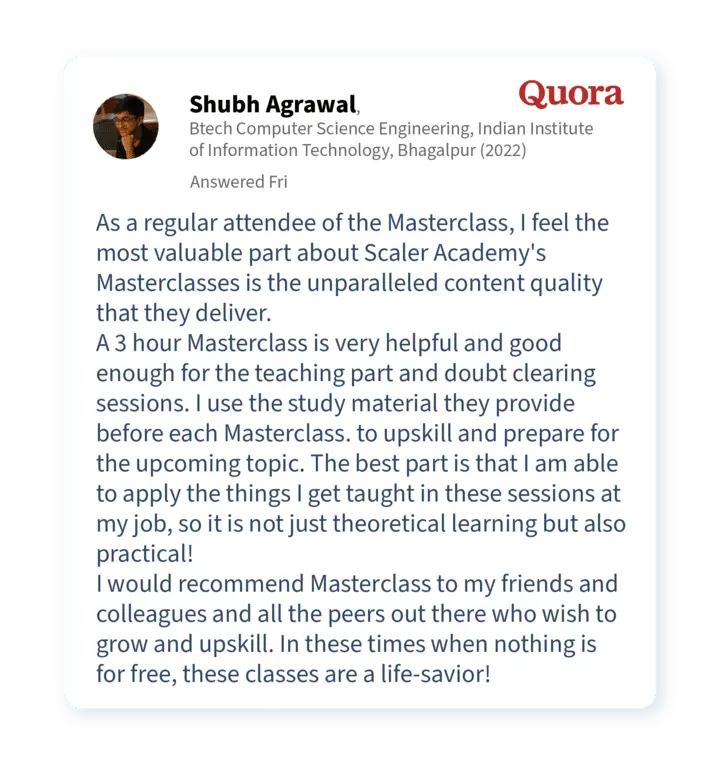 Quora
Shubh Agrawal,
Btech Computer Science Engineering, Indian Institute
of Information Technology, Bhagalpur (2022)
Answered Fri
As a regular attendee of the Masterclass, I feel the
most valuable part about Scaler Academy's
Masterclasses is the unparalleled content quality
that they deliver.
A 3 hour Masterclass is very helpful and good
enough for the teaching part and doubt clearing
sessions. I use the study material they provide
before each Masterclass. to upskill and prepare for
the upcoming topic. The best part is that I am able
to apply the things I get taught in these sessions at
my job, so it is not just theoretical learning but also
practical!
I would recommend Masterclass to my friends and
colleagues and all the peers out there who wish to
grow and upskill. In these times when nothing is
for free, these classes are a life-savior!